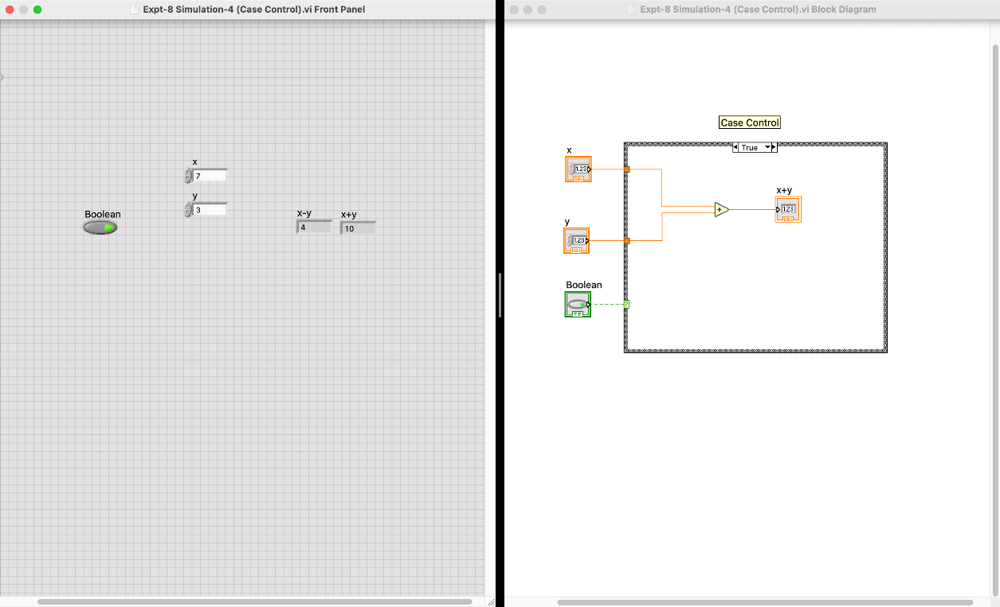 Expt-8 Simulation-4 (Case Control).vi Front Panel
x
7
y
3
Boolean
x-y
4
x+y
10
Expt-8 Simulation-4 (Case Control).vi Block Diagram
Case Control
True
x
1.23
DBL
x+y
+
1.23
DBL
y
1.23
DBL
Boolean
?
TF